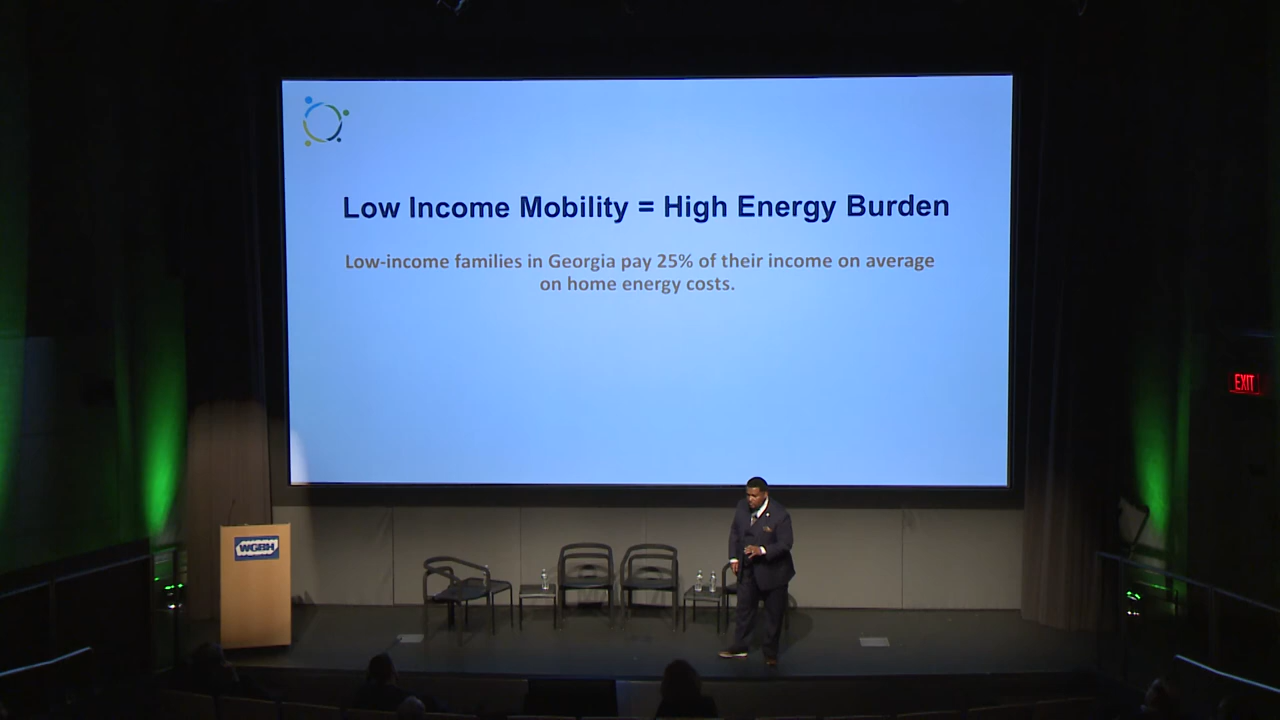 Low Income Mobility = High Energy Burden
Low-income families in Georgia pay 25% of their income on average
on home energy costs.
EXIT
WGBH